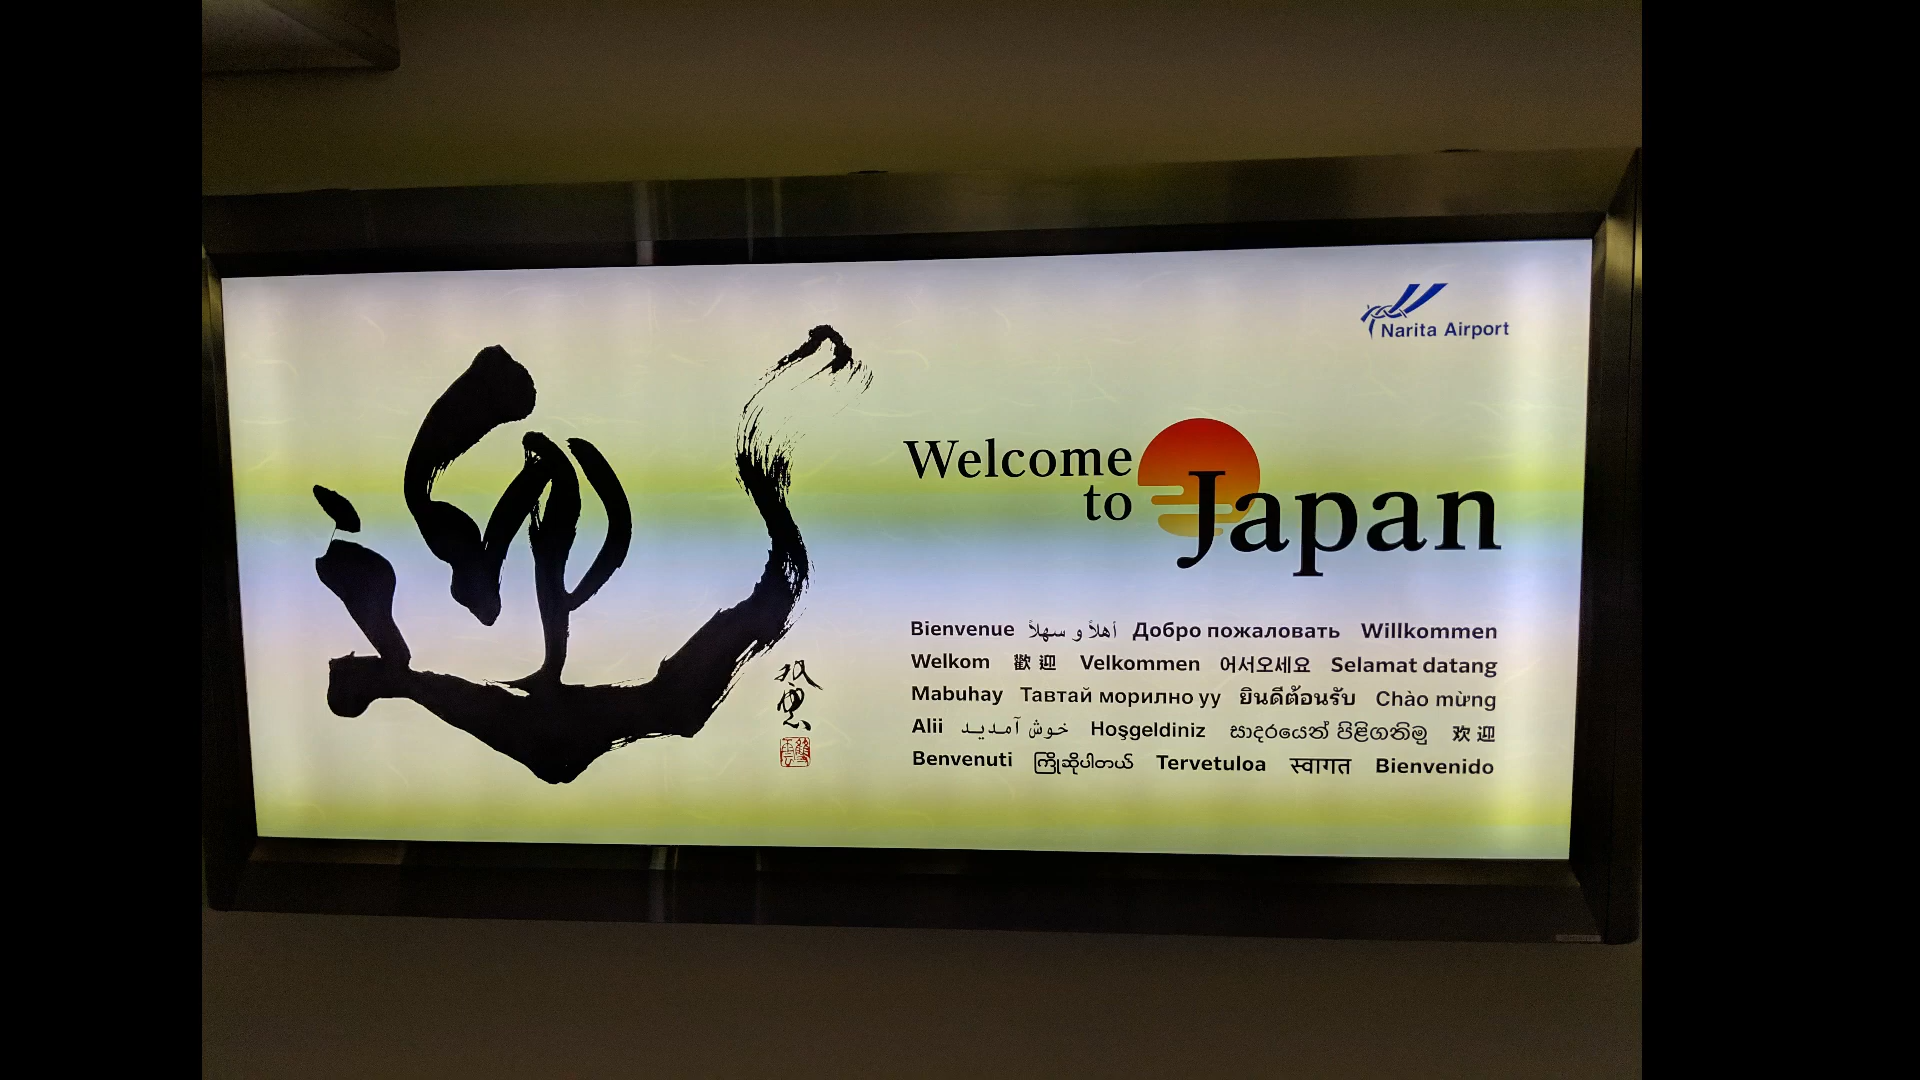 Narita Airport
迎
Welcome
to Japan
Bienvenue أهلاً و سهلاً Добро пожаловать Willkommen
Welkom 歡迎 Velkommen 어서오세요 Selamat datang
Mabuhay Тавтай морилно уу ยินดีต้อนรับ Chào mừng
Alii خوش آمدید Hoşgeldiniz සාදරයෙන් පිළිගනිමු 欢迎
Benvenuti ကြိုဆိုပါတယ် Tervetuloa स्वागत Bienvenido